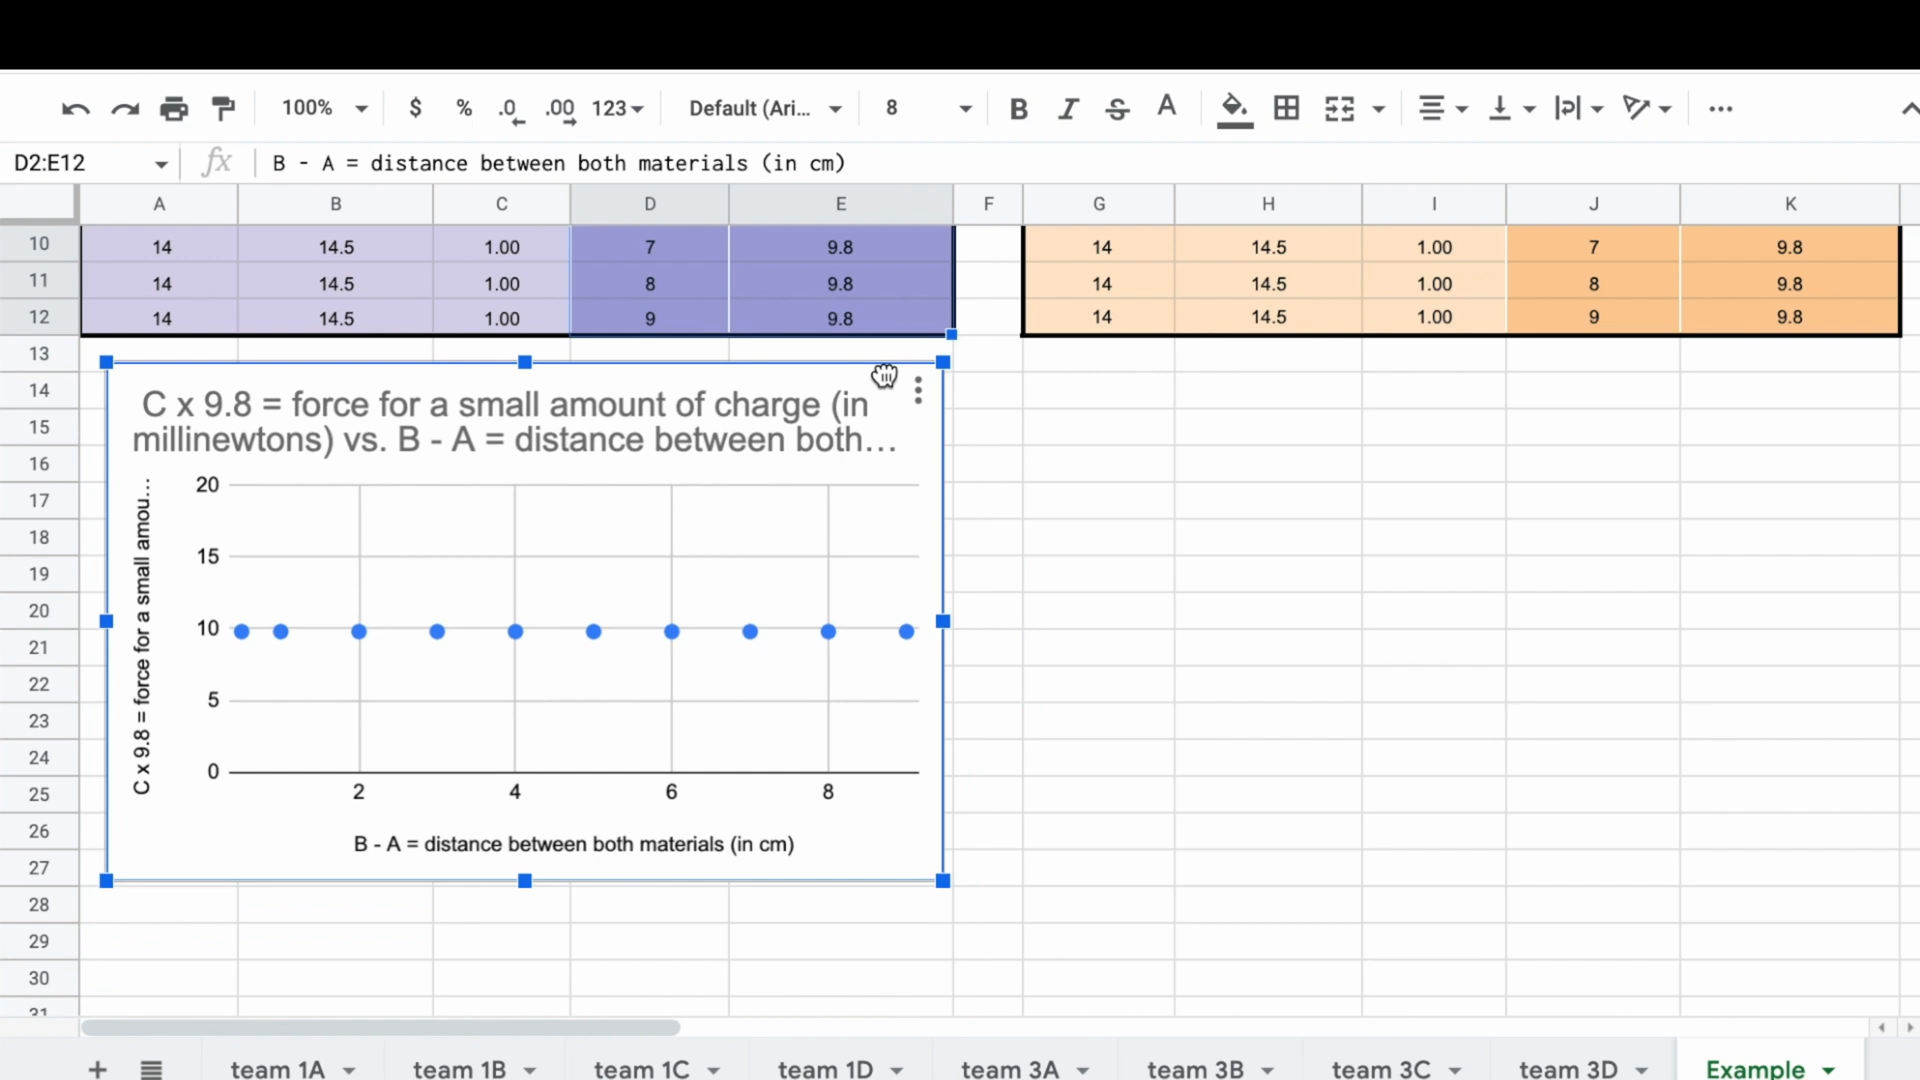 100% $ % .0 .00 123 Default (Ari... 8 B I S A ...
D2:E12 fx B - A = distance between both materials (in cm)
A B C D E F G H I J K
10 14 14.5 1.00 7 9.8 14 14.5 1.00 7 9.8
11 14 14.5 1.00 8 9.8 14 14.5 1.00 8 9.8
12 14 14.5 1.00 9 9.8 14 14.5 1.00 9 9.8
13
14
15
16
17
18
19
20
21
22
23
24
25
26
27
28
29
30
31
C x 9.8 = force for a small amount of charge (in
millinewtons) vs. B - A = distance between both...
C x 9.8 = force for a small amou...
20
15
10
5
0
2 4 6 8
B - A = distance between both materials (in cm)
+ team 1A team 1B team 1C team 1D team 3A team 3B team 3C team 3D Example